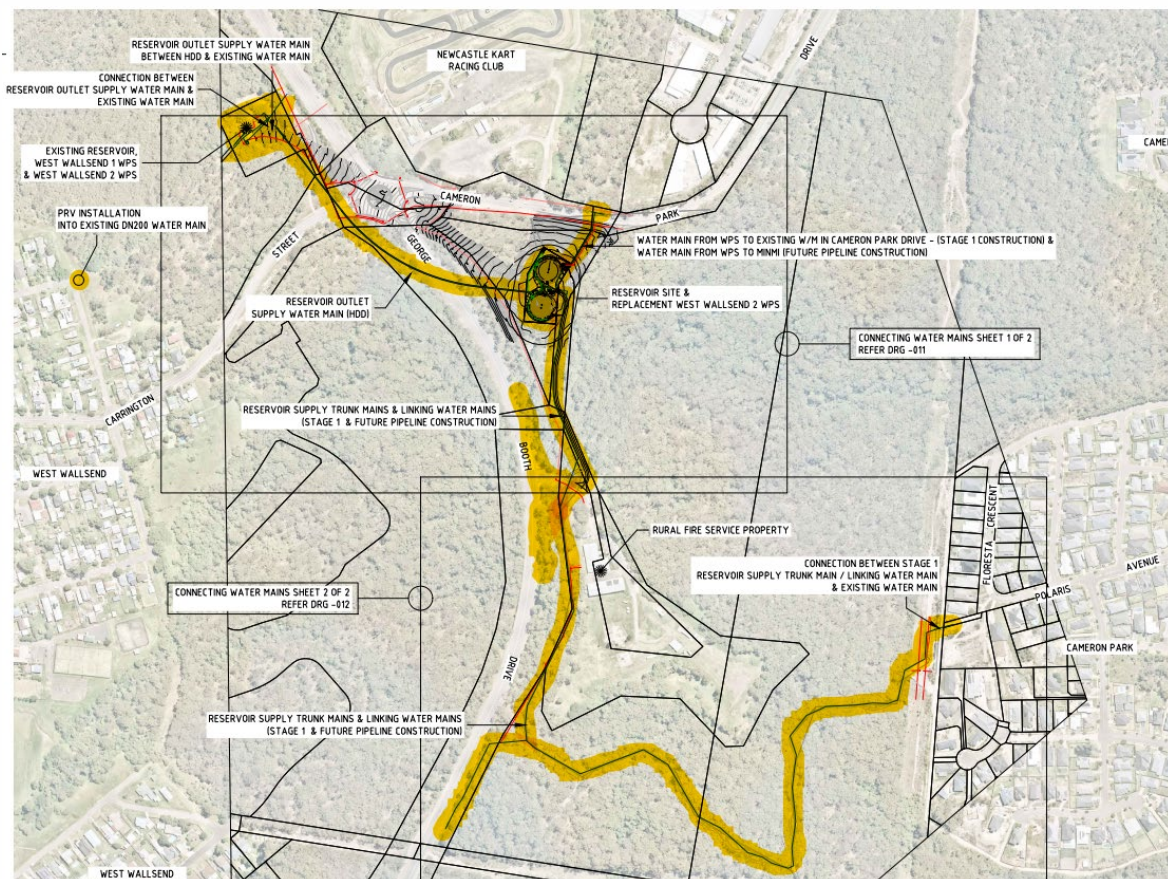 RESERVOIR OUTLET SUPPLY WATER MAIN
BETWEEN HDD & EXISTING WATER MAIN
CONNECTION BETWEEN
RESERVOIR OUTLET SUPPLY WATER MAIN &
EXISTING WATER MAIN
EXISTING RESERVOIR,
WEST WALLSEND 1 WPS
& WEST WALLSEND 2 WPS
PRV INSTALLATION
INTO EXISTING DN200 WATER MAIN
NEWCASTLE KART
RACING CLUB
DRIVE
CAME
CAMERON
PARK
STREET
GEORGE
WATER MAIN FROM WPS TO EXISTING W/M IN CAMERON PARK DRIVE - (STAGE 1 CONSTRUCTION) &
WATER MAIN FROM WPS TO MINMI (FUTURE PIPELINE CONSTRUCTION)
RESERVOIR OUTLET
SUPPLY WATER MAIN (HDD)
RESERVOIR SITE &
REPLACEMENT WEST WALLSEND 2 WPS
CONNECTING WATER MAINS SHEET 1 OF 2
REFER DRG -011
CARRINGTON
RESERVOIR SUPPLY TRUNK MAINS & LINKING WATER MAINS
(STAGE 1 & FUTURE PIPELINE CONSTRUCTION)
BOOTH
WEST WALLSEND
RURAL FIRE SERVICE PROPERTY
FLORESTA CRESCENT
CONNECTION BETWEEN STAGE 1
RESERVOIR SUPPLY TRUNK MAIN / LINKING WATER MAIN
& EXISTING WATER MAIN
POLARIS
AVENUE
CONNECTING WATER MAINS SHEET 2 OF 2
REFER DRG -012
CAMERON PARK
DRIVE
RESERVOIR SUPPLY TRUNK MAINS & LINKING WATER MAINS
(STAGE 1 & FUTURE PIPELINE CONSTRUCTION)
WEST WALLSEND